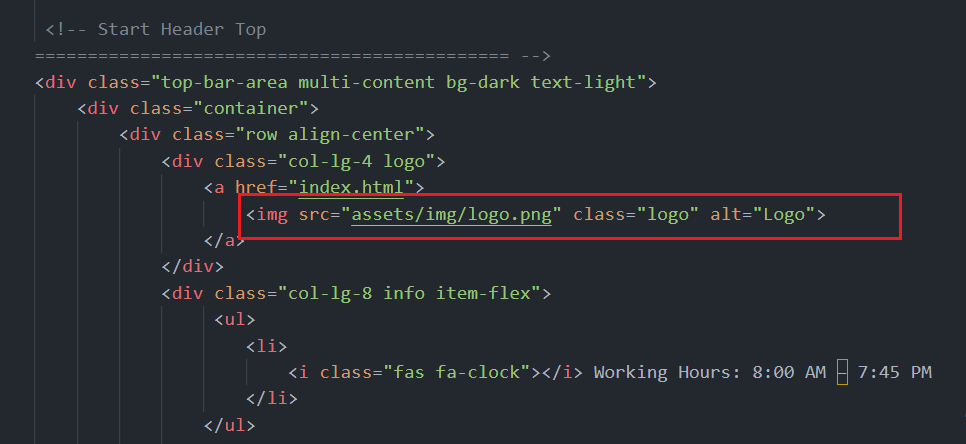 <!-- Start Header Top
============================================= -->
<div class="top-bar-area multi-content bg-dark text-light">
<div class="container">
<div class="row align-center">
<div class="col-lg-4 logo">
<a href="index.html">
<img src="assets/img/logo.png" class="logo" alt="Logo">
</a>
</div>
<div class="col-lg-8 info item-flex">
<ul>
<li>
<i class="fas fa-clock"></i> Working Hours: 8:00 AM – 7:45 PM
</li>
</ul>